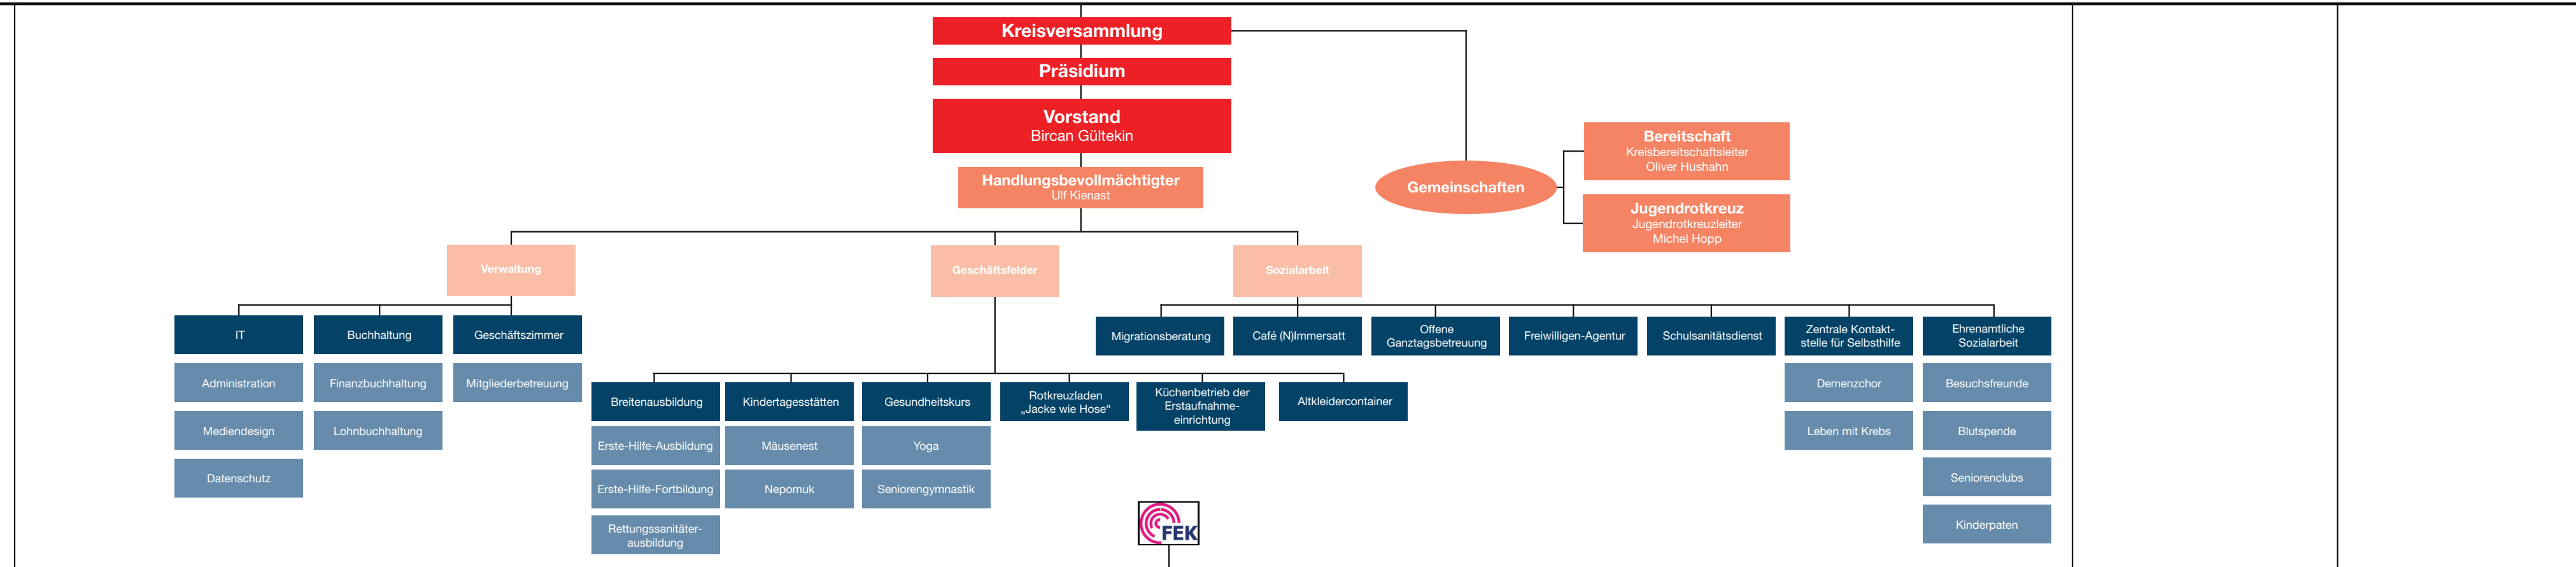 Kreisversammlung
Präsidium
Vorstand
Bircan Gültekin
Handlungsbevollmächtigter
Ulf Kienast
Gemeinschaften
Bereitschaft
Kreisbereitschaftsleiter
Oliver Hushahn
Jugendrotkreuz
Jugendrotkreuzleiter
Michel Hopp
Verwaltung
Geschäftsfelder
Sozialarbeit
IT
Administration
Mediendesign
Datenschutz
Buchhaltung
Finanzbuchhaltung
Lohnbuchhaltung
Geschäftszimmer
Mitgliederbetreuung
Breitenausbildung
Erste-Hilfe-Ausbildung
Erste-Hilfe-Fortbildung
Rettungssanitäter-
ausbildung
Kindertagesstätten
Mäusenest
Nepomuk
Gesundheitskurs
Yoga
Seniorengymnastik
Rotkreuzladen
„Jacke wie Hose“
Küchenbetrieb der
Erstaufnahme-
einrichtung
Altkleidercontainer
Migrationsberatung
Café (N)Immersatt
Offene
Ganztagsbetreuung
Freiwilligen-Agentur
Schulsanitätsdienst
Zentrale Kontakt-
stelle für Selbsthilfe
Demenzchor
Leben mit Krebs
Ehrenamtliche
Sozialarbeit
Besuchsfreunde
Blutspende
Seniorenclubs
Kinderpaten
FEK